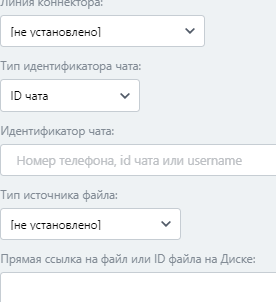 Линия коннектора:
[не установлено]
Тип идентификатора чата:
ID чата
Идентификатор чата:
Номер телефона, id чата или username
Тип источника файла:
[не установлено]
Прямая ссылка на файл или ID файла на Диске: